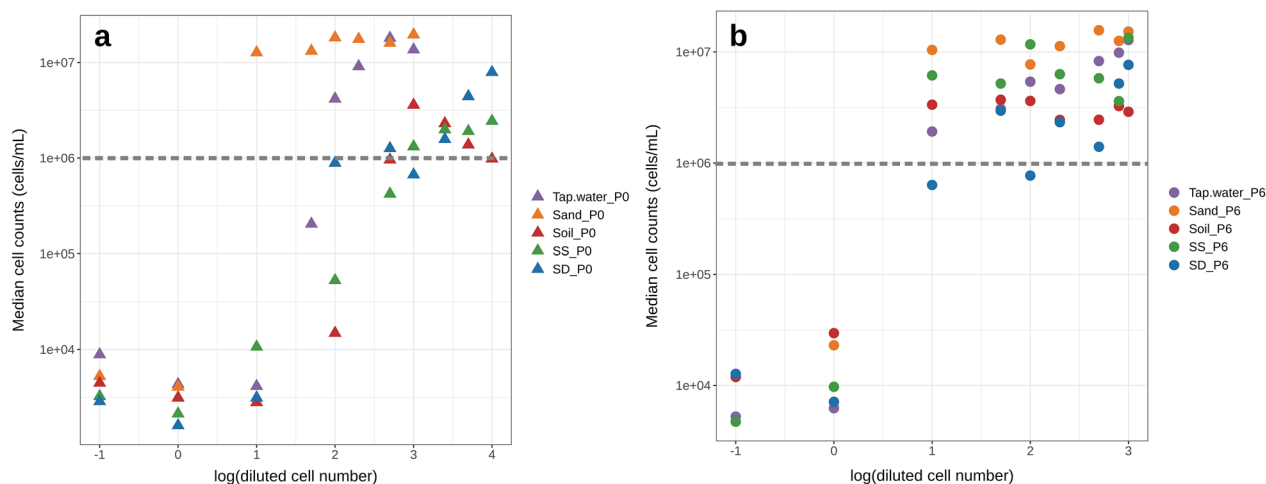 a
Median cell counts (cells/mL)
1e+07
1e+06
1e+05
1e+04
-1 0 1 2 3 4
log(diluted cell number)
Tap.water_P0
Sand_P0
Soil_P0
SS_P0
SD_P0
b
Median cell counts (cells/mL)
1e+07
1e+06
1e+05
1e+04
-1 0 1 2 3
log(diluted cell number)
Tap.water_P6
Sand_P6
Soil_P6
SS_P6
SD_P6